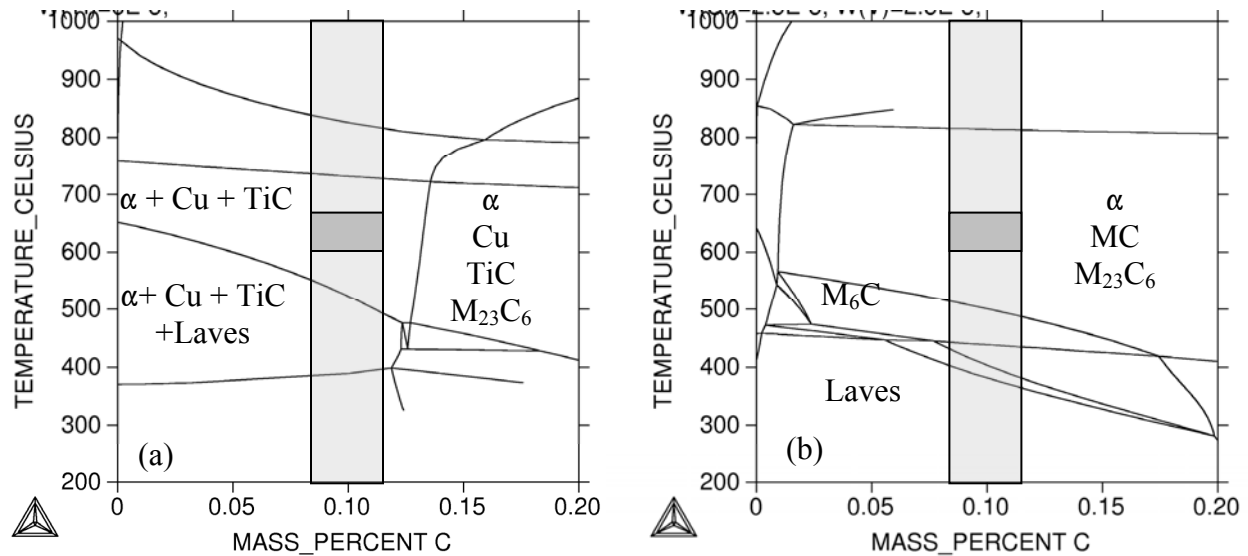 1000
900
800
700
600
500
400
300
200
TEMPERATURE_CELSIUS
α + Cu + TiC
α+ Cu + TiC
+Laves
α
Cu
TiC
M23C6
(a)
0
0.05
0.10
0.15
0.20
MASS_PERCENT C
1000
900
800
700
600
500
400
300
200
TEMPERATURE_CELSIUS
α
MC
M23C6
M6C
Laves
(b)
0
0.05
0.10
0.15
0.20
MASS_PERCENT C